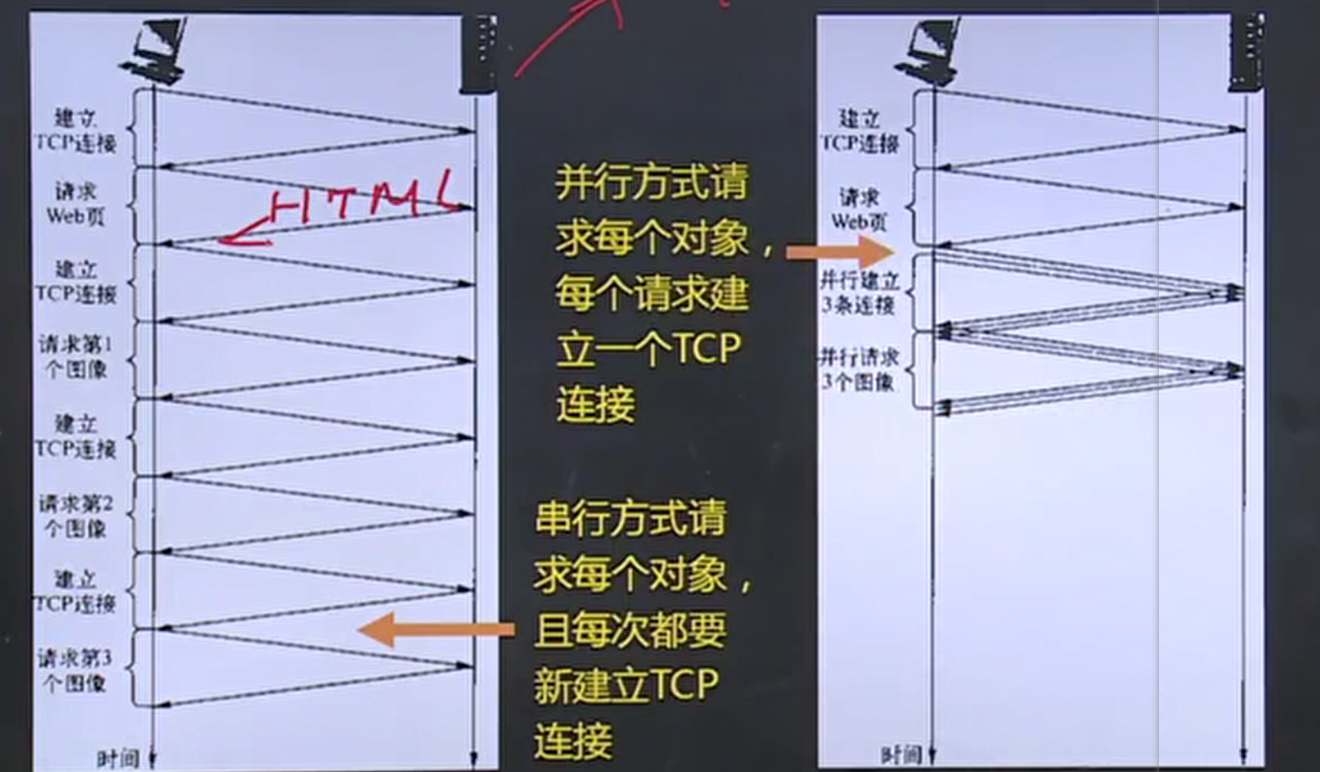 建立
TCP连接
请求
Web页
HTML
建立
TCP连接
请求第1
个图像
建立
TCP连接
请求第2
个图像
建立
TCP连接
请求第3
个图像
时间
并行方式请
求每个对象，
每个请求建
立一个TCP
连接
串行方式请
求每个对象，
且每次都要
新建立TCP
连接
建立
TCP连接
请求
Web页
并行建立
3条连接
并行请求
3个图像
时间